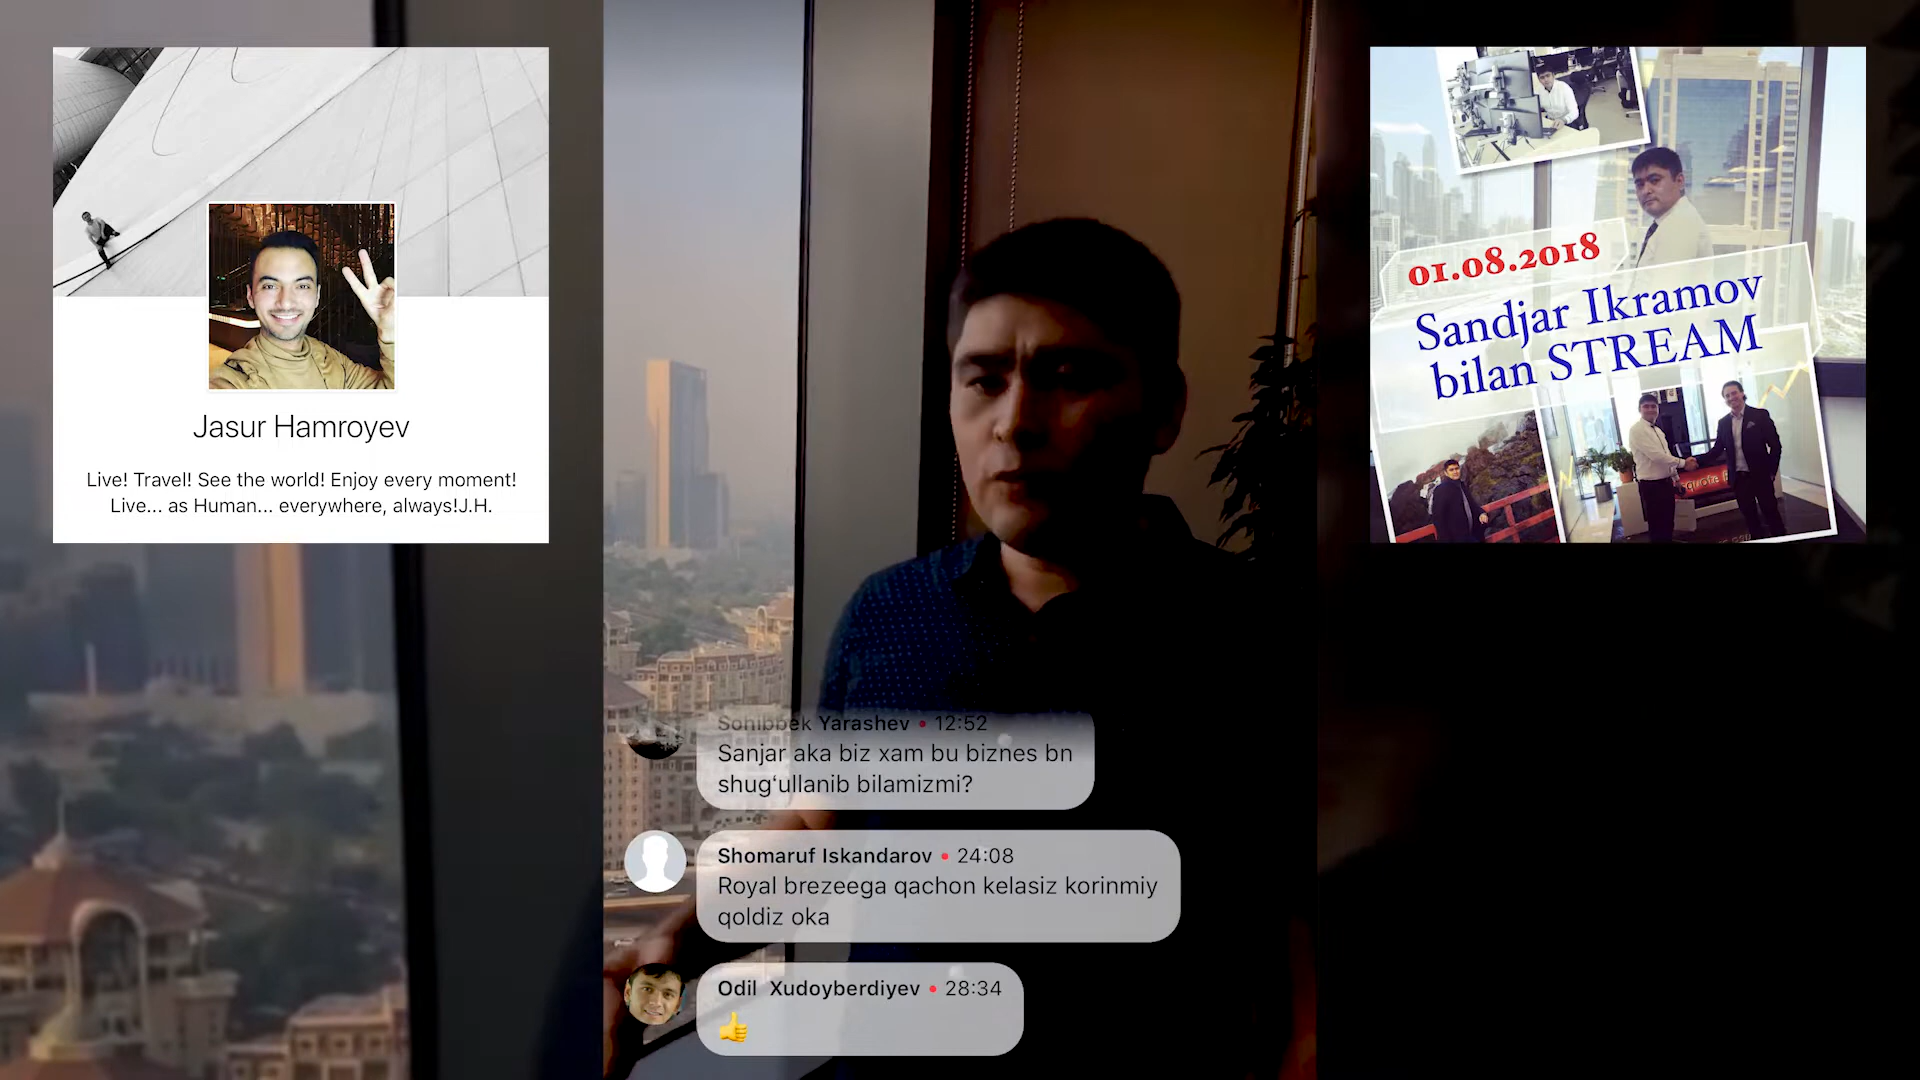 Jasur Hamroyev
Live! Travel! See the world! Enjoy every moment!
Live... as Human... everywhere, always!J.H.
Sohibbek Yarashev • 12:52
Sanjar aka biz xam bu biznes bn
shug‘ullanib bilamizmi?
Shomaruf Iskandarov • 24:08
Royal brezeega qachon kelasiz korinmiy
qoldiz oka
Odil Xudoyberdiyev • 28:34
👍
01.08.2018
Sandjar Ikramov
bilan STREAM